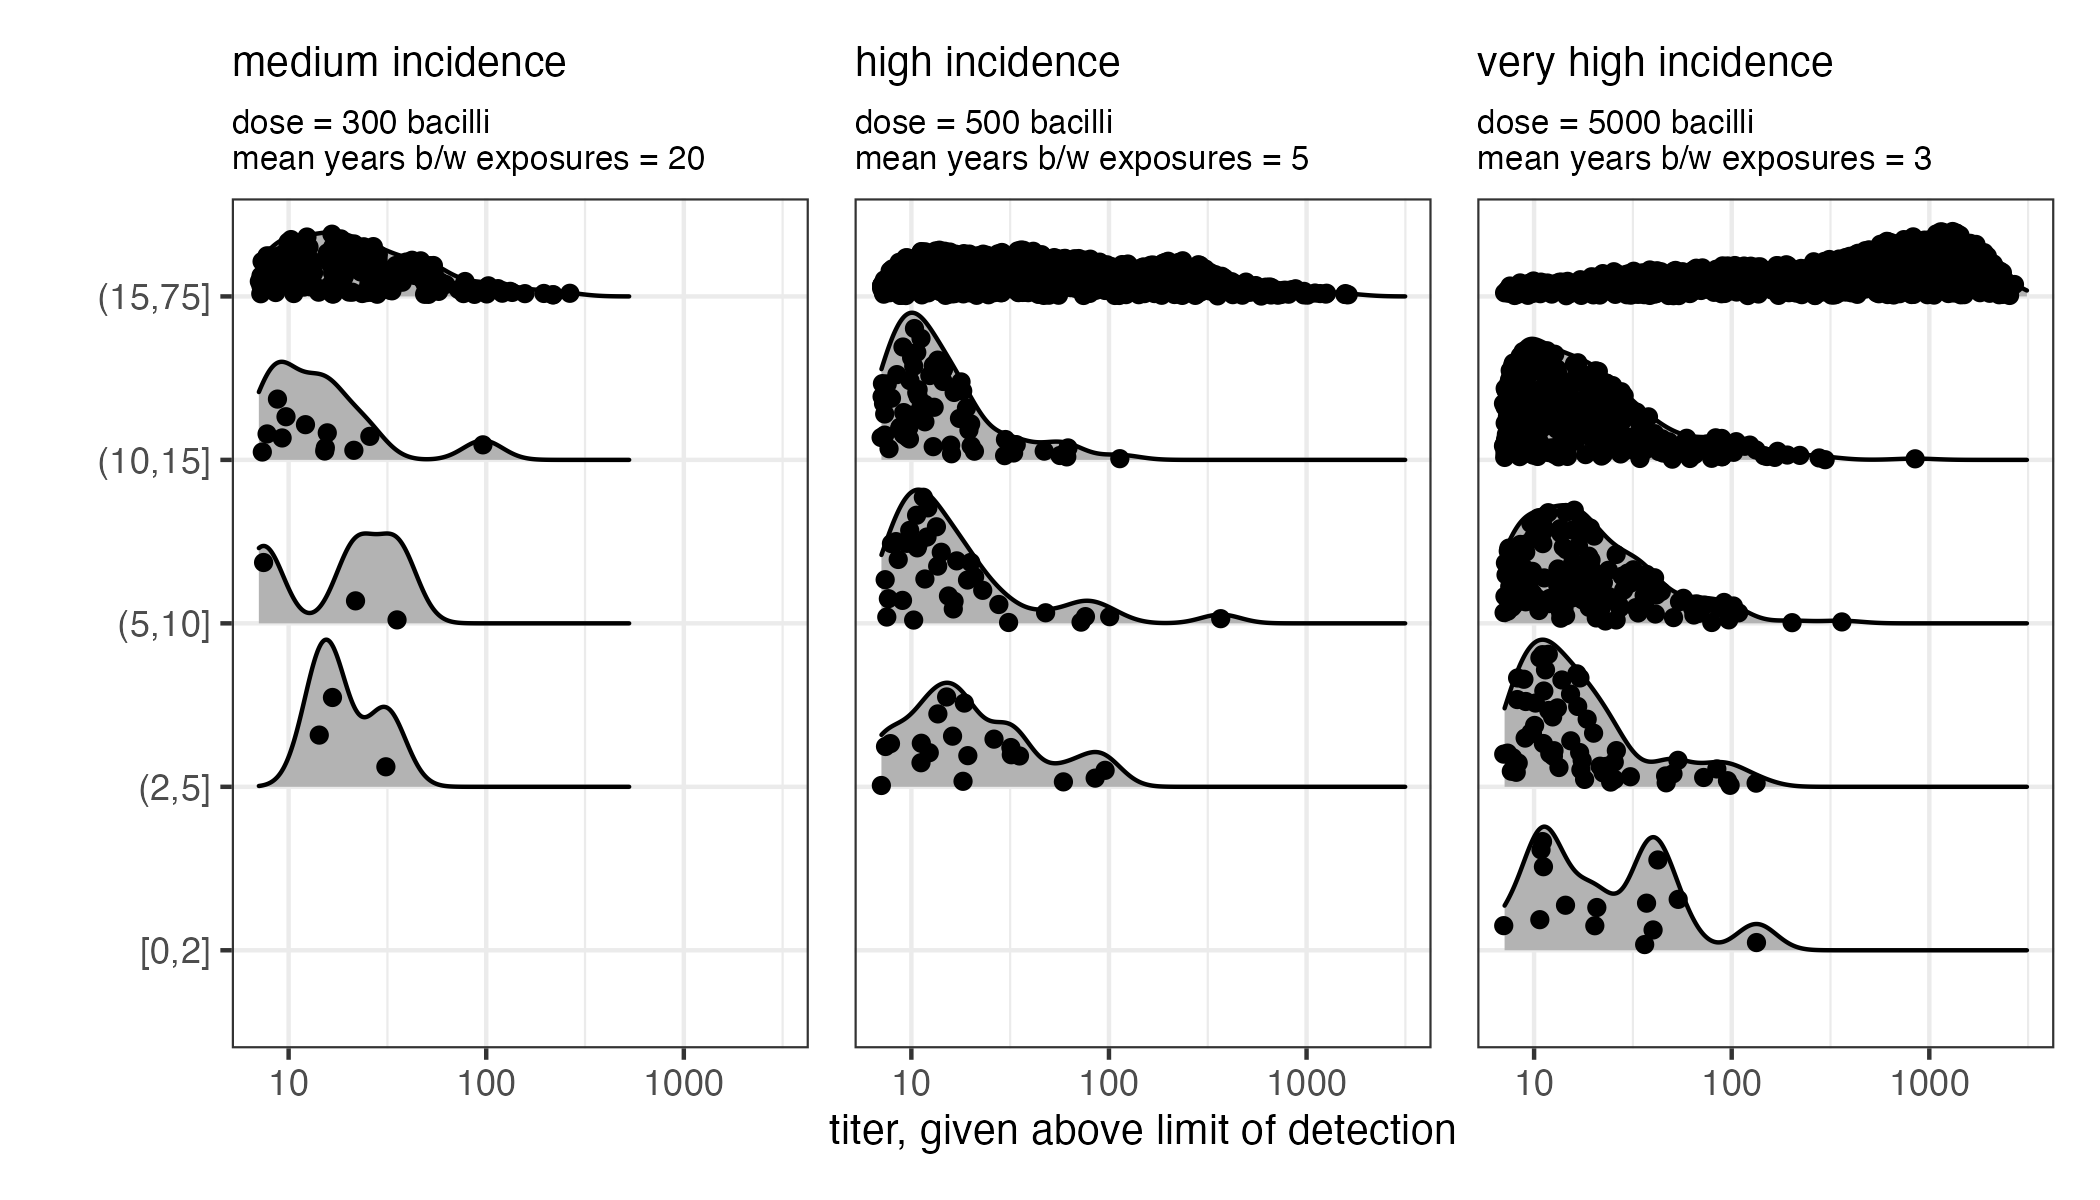 medium incidence
dose = 300 bacilli
mean years b/w exposures = 20
high incidence
dose = 500 bacilli
mean years b/w exposures = 5
very high incidence
dose = 5000 bacilli
mean years b/w exposures = 3
(15,75]
(10,15]
(5,10]
(2,5]
[0,2]
10 100 1000
10 100 1000
10 100 1000
titer, given above limit of detection